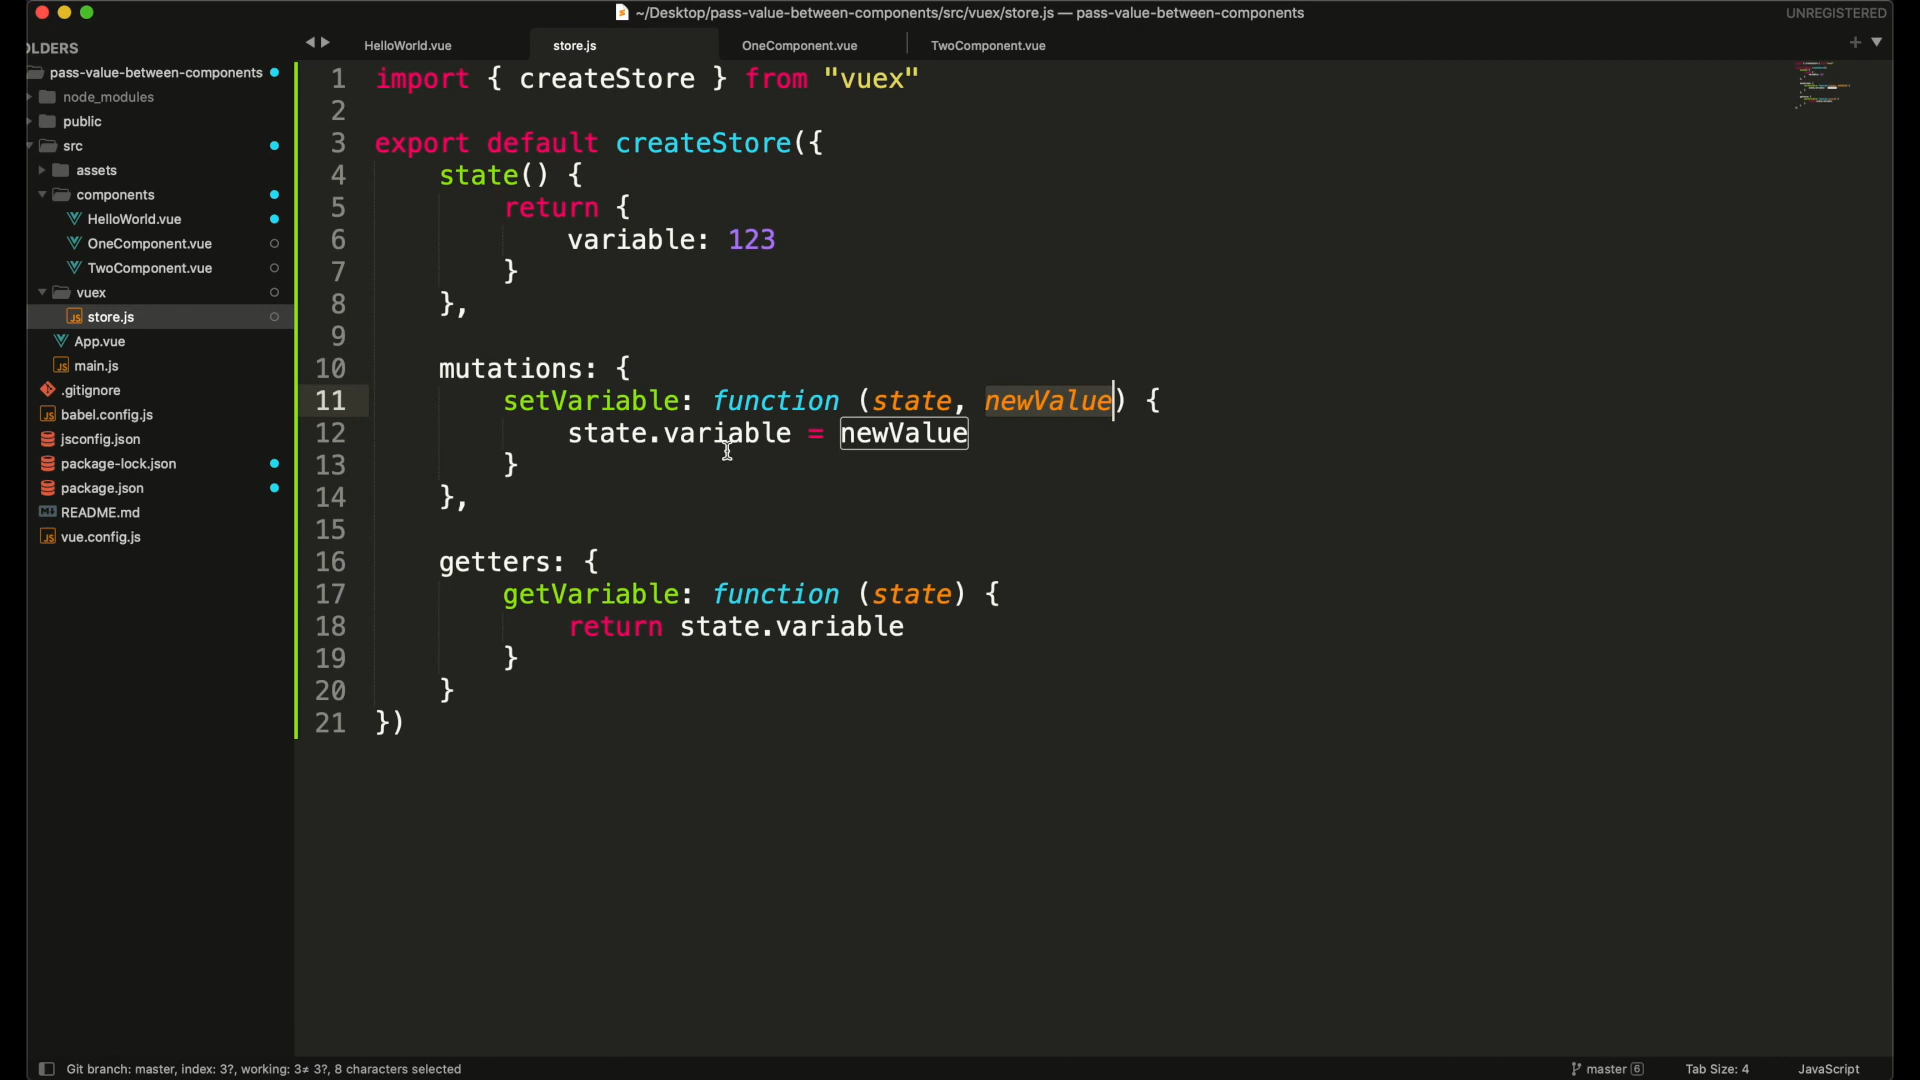 ~/Desktop/pass-value-between-components/src/vuex/store.js — pass-value-between-components
UNREGISTERED
OLDERS
HelloWorld.vue
store.js
OneComponent.vue
TwoComponent.vue
pass-value-between-components
node_modules
public
src
assets
components
HelloWorld.vue
OneComponent.vue
TwoComponent.vue
vuex
JS store.js
App.vue
JS main.js
.gitignore
JS babel.config.js
jsconfig.json
package-lock.json
package.json
README.md
JS vue.config.js
1 import { createStore } from "vuex"
2
3 export default createStore({
4 state() {
5 return {
6 variable: 123
7 }
8 },
9
10 mutations: {
11 setVariable: function (state, newValue) {
12 state.variable = newValue
13 }
14 },
15
16 getters: {
17 getVariable: function (state) {
18 return state.variable
19 }
20 }
21 })
Git branch: master, index: 3?, working: 3≠ 3?, 8 characters selected
master 6
Tab Size: 4
JavaScript